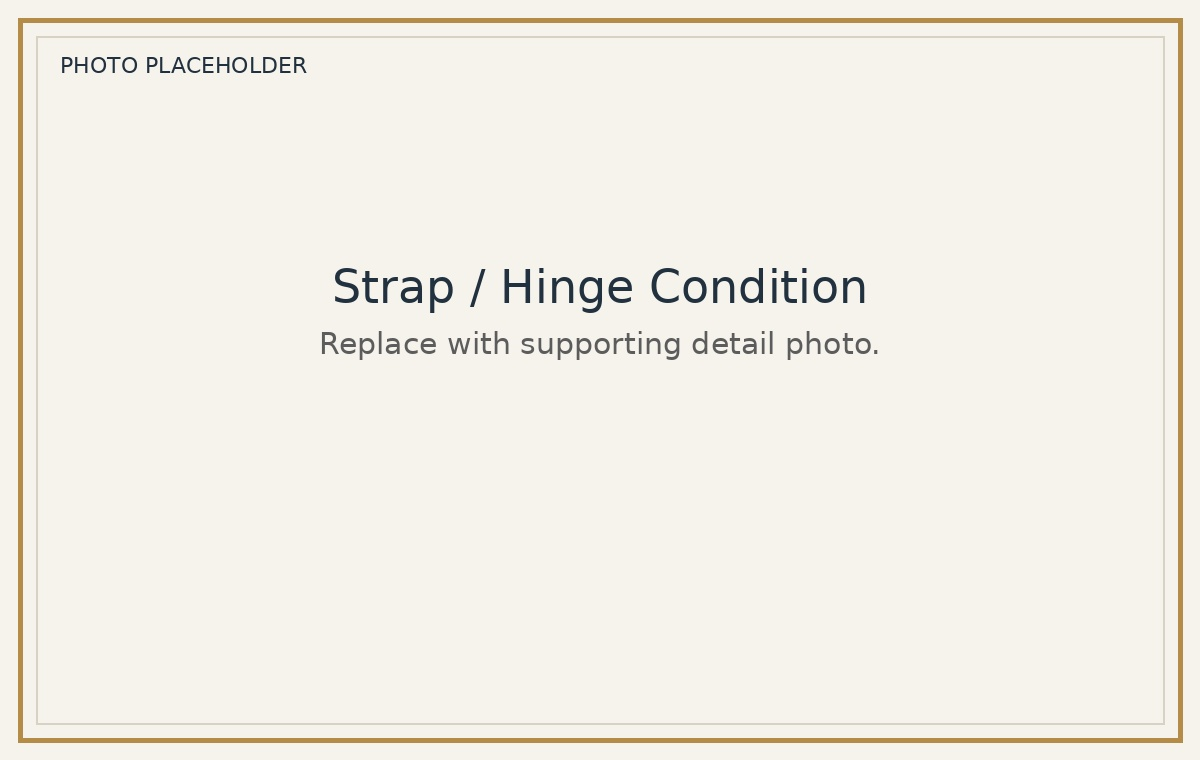 PHOTO PLACEHOLDER
Strap / Hinge Condition
Replace with supporting detail photo.